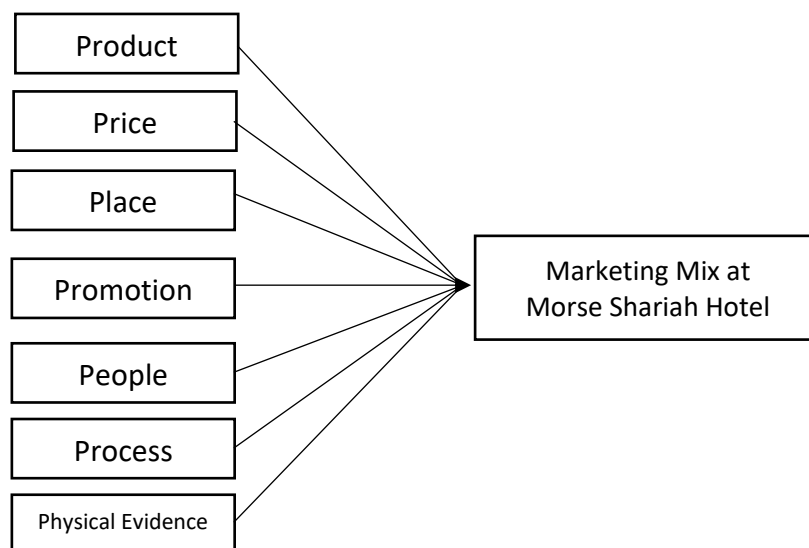 Product
Price
Place
Promotion
People
Process
Physical Evidence
Marketing Mix at
Morse Shariah Hotel